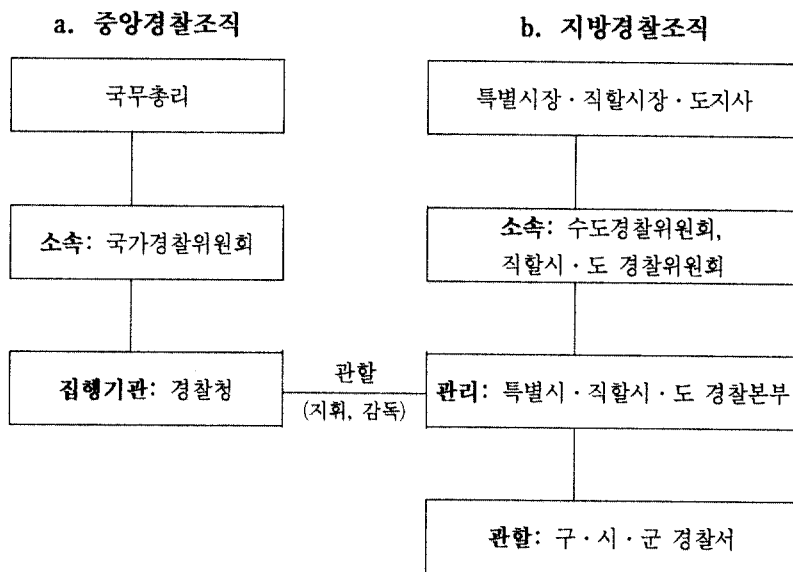 a. 중앙경찰조직
국무총리
소속: 국가경찰위원회
집행기관: 경찰청
관할
(지휘, 감독)
b. 지방경찰조직
특별시장·직할시장·도지사
소속: 수도경찰위원회,
직할시·도 경찰위원회
관리: 특별시·직할시·도 경찰본부
관할: 구·시·군 경찰서